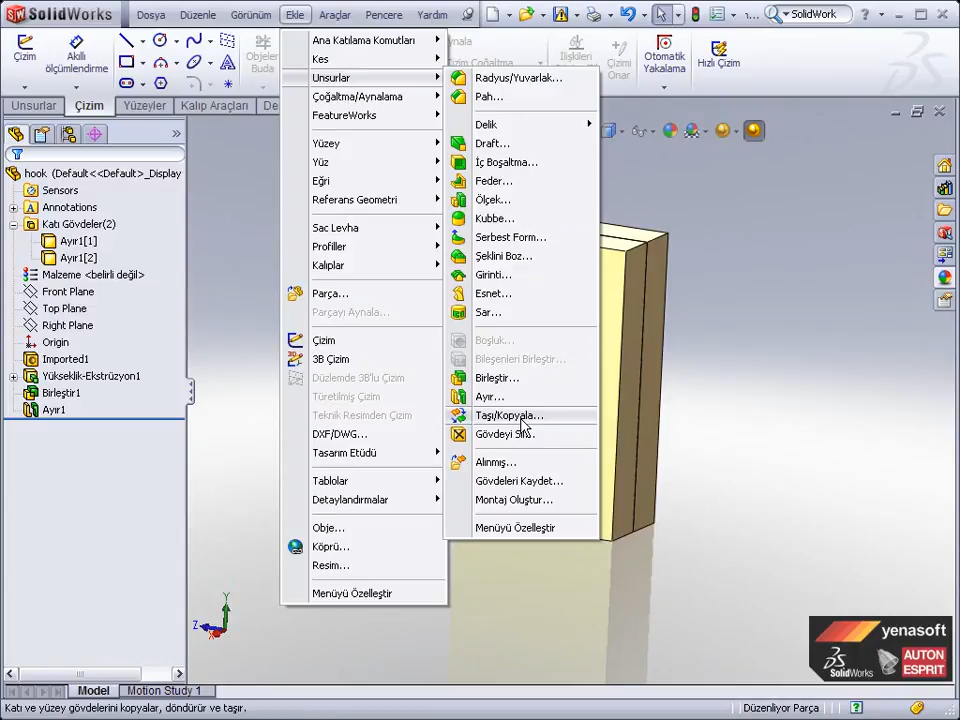 SolidWorks
Dosya Düzenle Görünüm Ekle Araçlar Pencere Yardım
SolidWork
Çizim
Akıllı ölçümlendirme
Objeleri Buda
İlişkileri
Çizimi Onar
Otomatik Yakalama
Hızlı Çizim
Unsurlar Çizim Yüzeyler Kalıp Araçları
hook (Default<<Default>_Display
Sensors
Annotations
Katı Gövdeler(2)
Ayır1[1]
Ayır1[2]
Malzeme <belirli değil>
Front Plane
Top Plane
Right Plane
Origin
Imported1
Yükseklik-Ekstrüzyon1
Birleştir1
Ayır1
Ana Katılama Komutları
Kes
Unsurlar
Çoğaltma/Aynalama
FeatureWorks
Yüzey
Yüz
Eğri
Referans Geometri
Sac Levha
Profiller
Kalıplar
Parça...
Parçayı Aynala...
Çizim
3B Çizim
Düzlemde 3B'lu Çizim
Türetilmiş Çizim
Teknik Resimden Çizim
DXF/DWG...
Tasarım Etüdü
Tablolar
Detaylandırmalar
Obje...
Köprü...
Resim...
Menüyü Özelleştir
Radyus/Yuvarlak...
Pah...
Delik
Draft...
İç Boşaltma...
Feder...
Ölçek...
Kubbe...
Serbest Form...
Şeklini Boz...
Girinti...
Esnet...
Sar...
Boşluk...
Bileşenleri Birleştir...
Birleştir...
Ayır...
Taşı/Kopyala...
Gövdeyi Sil...
Alınmış...
Gövdeleri Kaydet...
Montaj Oluştur...
Menüyü Özelleştir
Y
Z
X
yenasoft
SolidWorks
AUTON
ESPRIT
Model Motion Study 1
Katı ve yüzey gövdelerini kopyalar, döndürür ve taşır.
Düzenliyor Parça